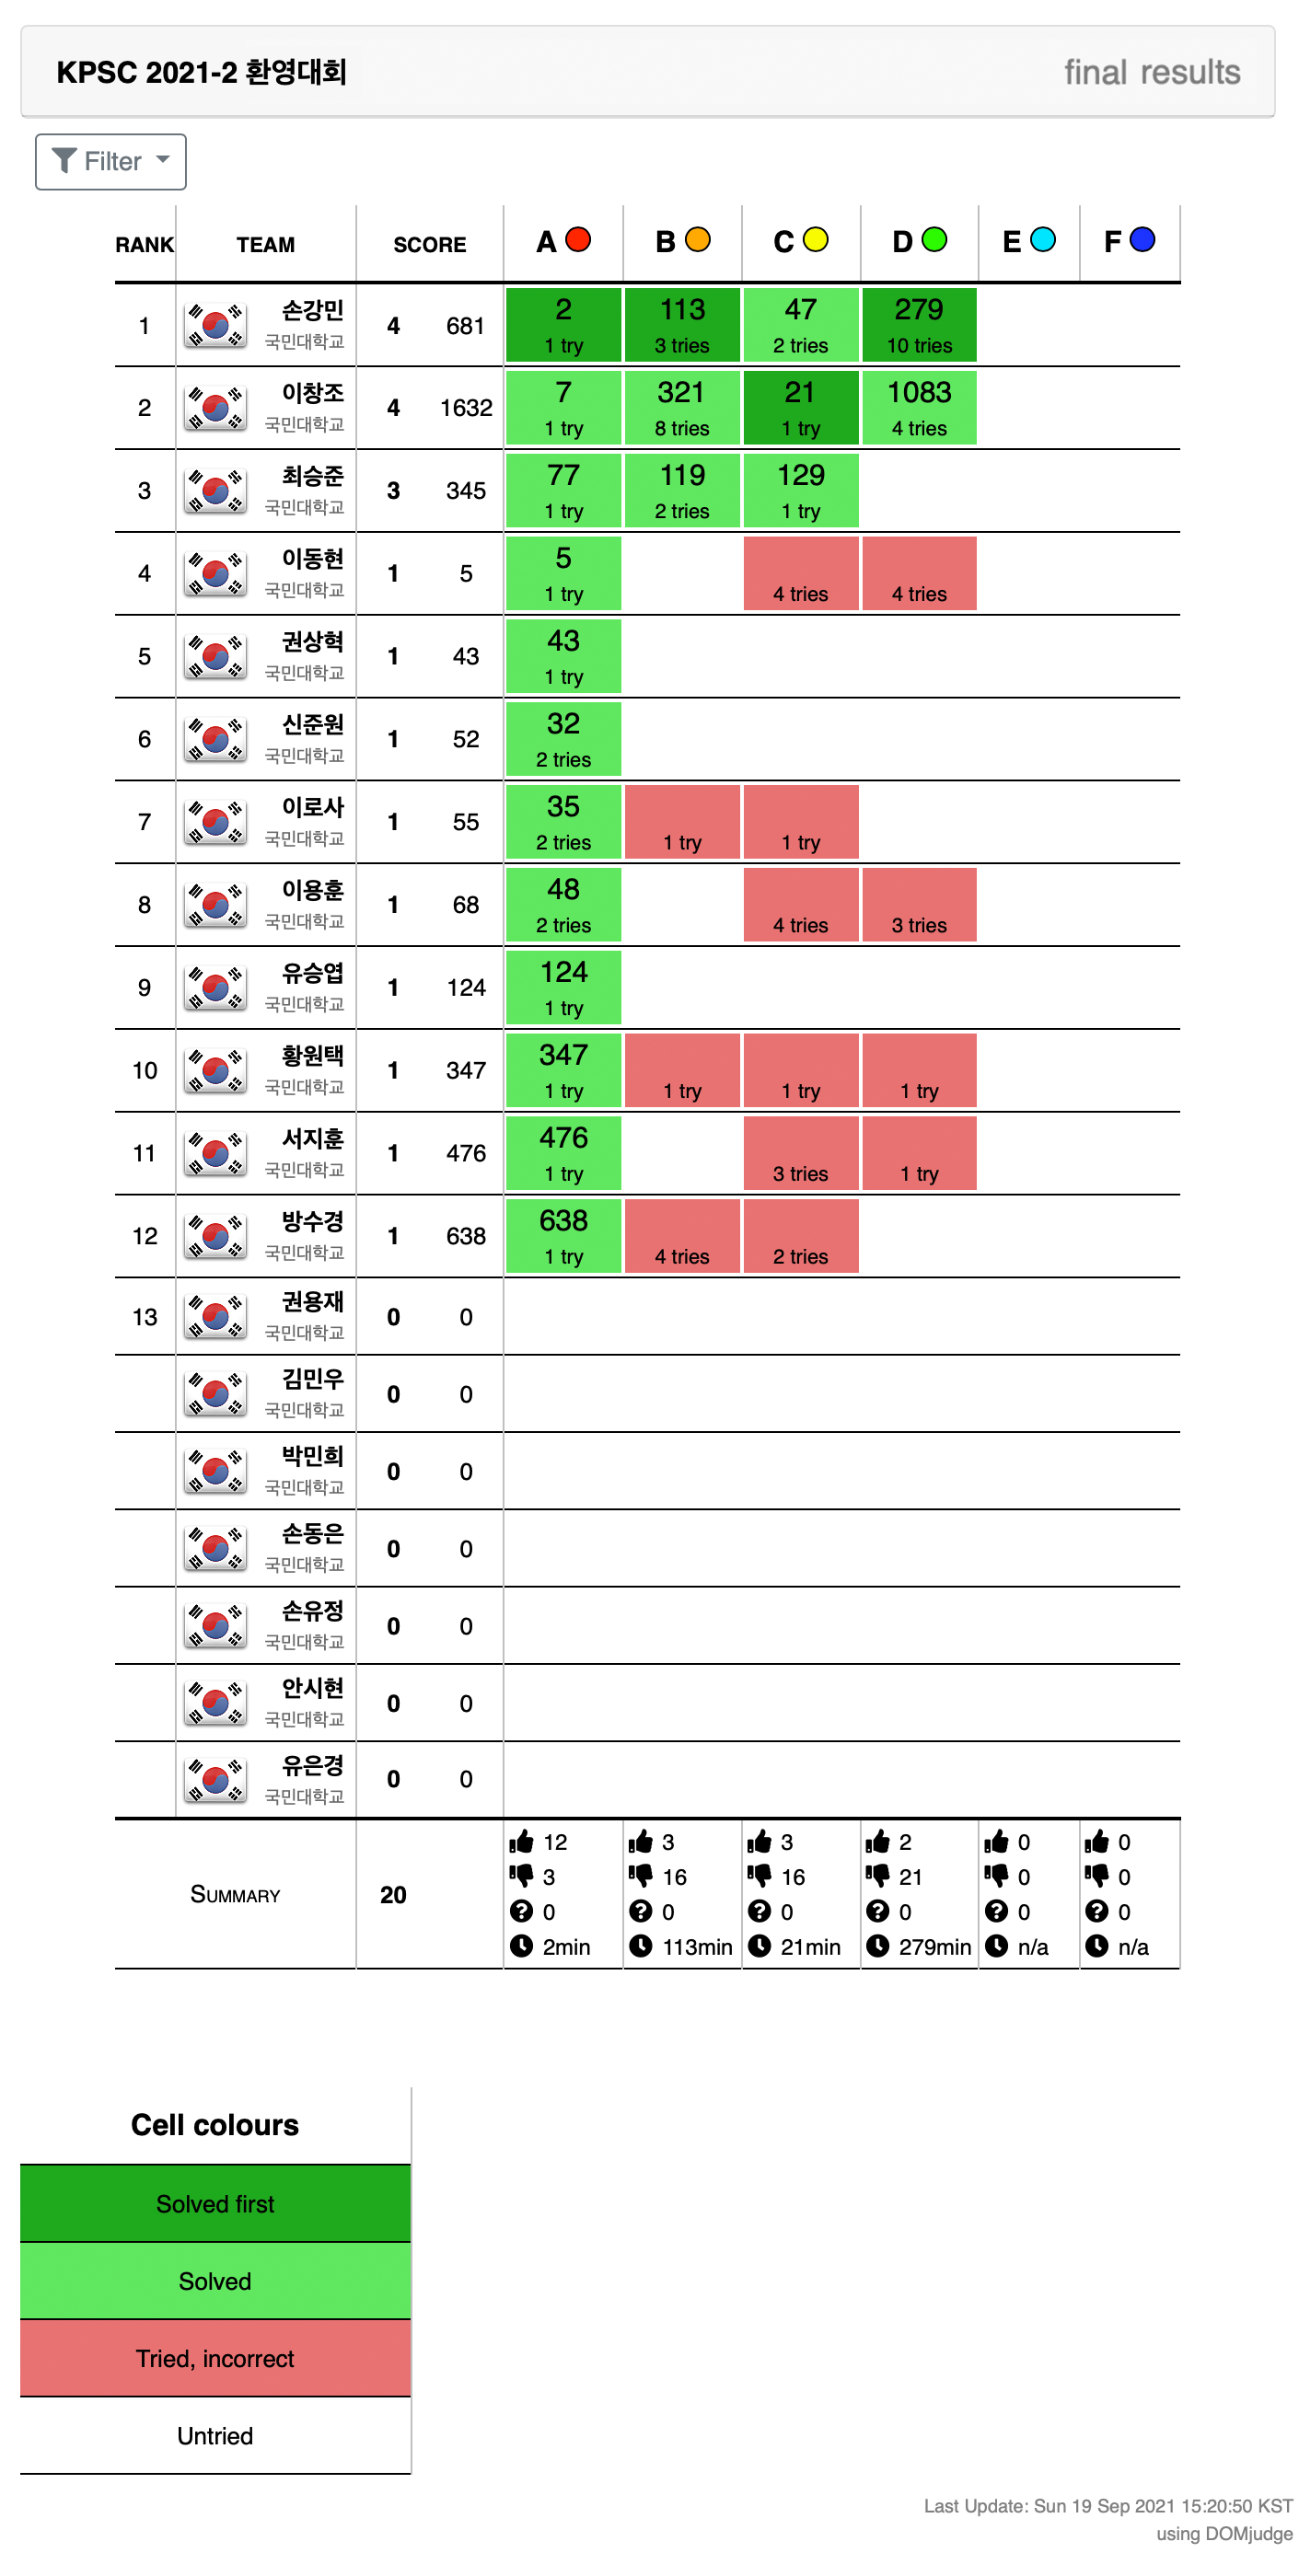 KPSC 2021-2 환영대회 final results
Filter
RANK TEAM SCORE A B C D E F
1 손강민 4 681 2 113 47 279
국민대학교 1 try 3 tries 2 tries 10 tries
2 이창조 4 1632 7 321 21 1083
국민대학교 1 try 8 tries 1 try 4 tries
3 최승준 3 345 77 119 129
국민대학교 1 try 2 tries 1 try
4 이동현 1 5 5
국민대학교 1 try 4 tries 4 tries
5 권상혁 1 43 43
국민대학교 1 try
6 신준원 1 52 32
국민대학교 2 tries
7 이로사 1 55 35
국민대학교 2 tries 1 try 1 try
8 이용훈 1 68 48
국민대학교 2 tries 4 tries 3 tries
9 유승엽 1 124 124
국민대학교 1 try
10 황원택 1 347 347
국민대학교 1 try 1 try 1 try 1 try
11 서지훈 1 476 476
국민대학교 1 try 3 tries 1 try
12 방수경 1 638 638
국민대학교 1 try 4 tries 2 tries
13 권용재 0 0
국민대학교
김민우 0 0
국민대학교
박민희 0 0
국민대학교
손동은 0 0
국민대학교
손유정 0 0
국민대학교
안시현 0 0
국민대학교
유은경 0 0
국민대학교
12 3 3 2 0 0
3 16 16 21 0 0
Summary 20
0 0 0 0 0 0
2min 113min 21min 279min n/a n/a
Cell colours
Solved first
Solved
Tried, incorrect
Untried
Last Update: Sun 19 Sep 2021 15:20:50 KST
using DOMjudge